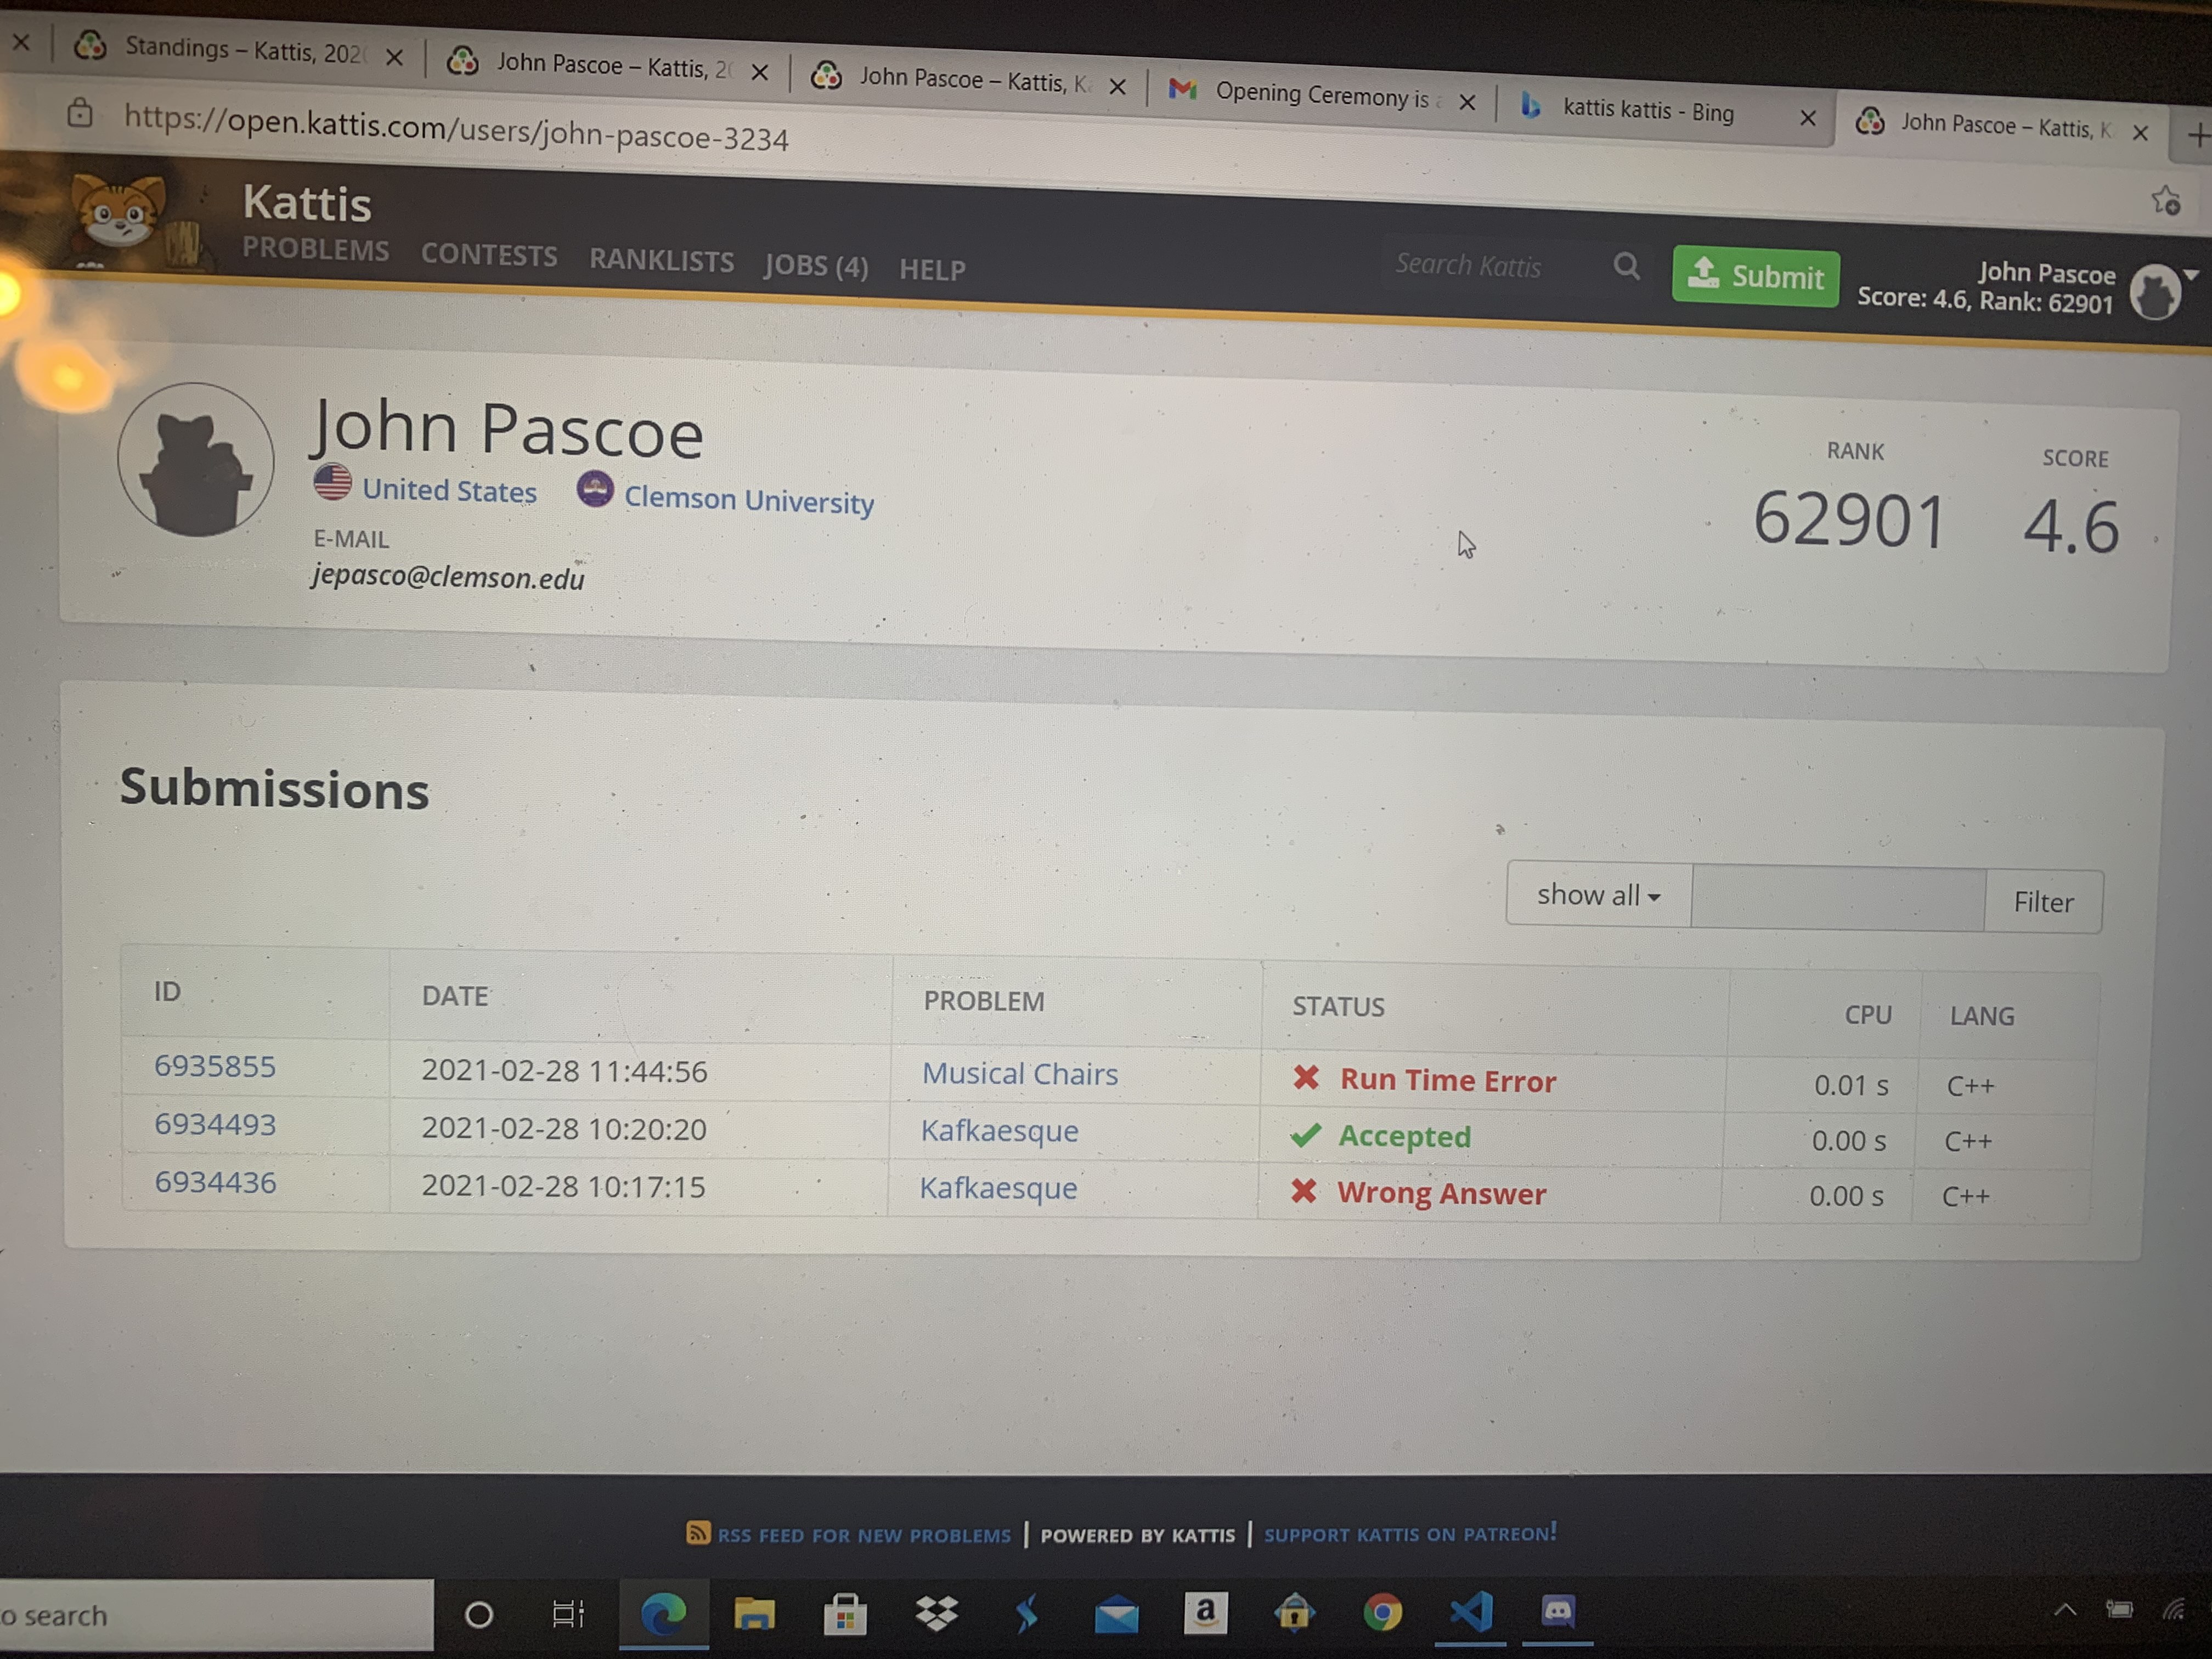 Standings – Kattis, 202
John Pascoe – Kattis, 2
John Pascoe – Kattis, K
Opening Ceremony is
kattis kattis - Bing
John Pascoe – Kattis, K
https://open.kattis.com/users/john-pascoe-3234
Kattis
PROBLEMS CONTESTS RANKLISTS JOBS (4) HELP
Search Kattis
Submit
John Pascoe
Score: 4.6, Rank: 62901
John Pascoe
United States Clemson University
E-MAIL
jepasco@clemson.edu
RANK SCORE
62901 4.6
Submissions
show all Filter
ID DATE PROBLEM STATUS CPU LANG
6935855 2021-02-28 11:44:56 Musical Chairs Run Time Error 0.01 s C++
6934493 2021-02-28 10:20:20 Kafkaesque Accepted 0.00 s C++
6934436 2021-02-28 10:17:15 Kafkaesque Wrong Answer 0.00 s C++
RSS FEED FOR NEW PROBLEMS | POWERED BY KATTIS | SUPPORT KATTIS ON PATREON!
o search
a